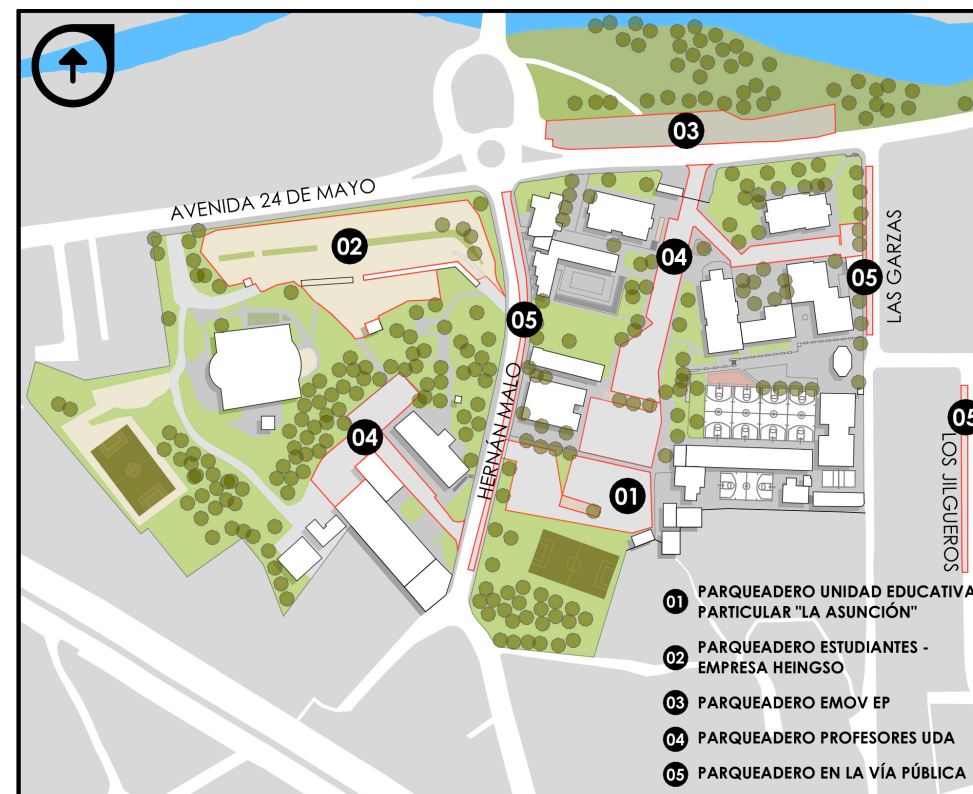 03
AVENIDA 24 DE MAYO
02
04
05
LAS GARZAS
05
HERNÁN MALO
04
05
LOS JILGUEROS
01
01 PARQUEADERO UNIDAD EDUCATIVA
PARTICULAR "LA ASUNCIÓN"
02 PARQUEADERO ESTUDIANTES -
EMPRESA HEINGSO
03 PARQUEADERO EMOV EP
04 PARQUEADERO PROFESORES UDA
05 PARQUEADERO EN LA VÍA PÚBLICA